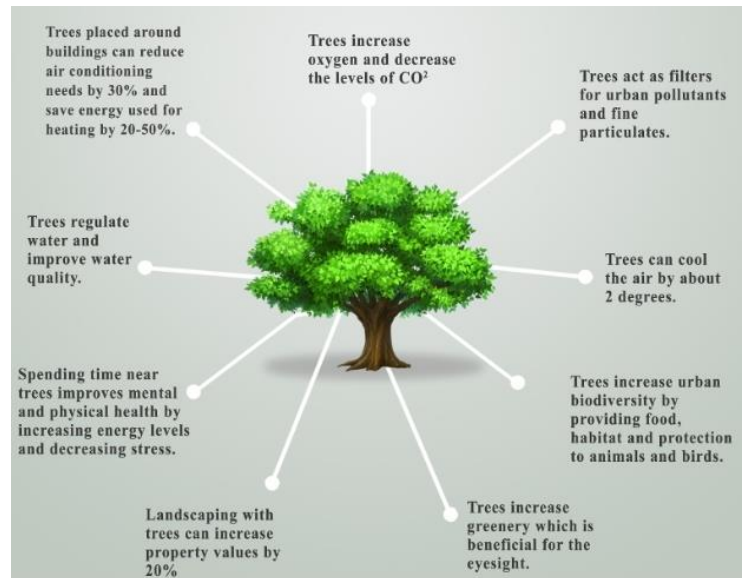 Trees placed around
buildings can reduce
air conditioning
needs by 30% and
save energy used for
heating by 20-50%.
Trees increase
oxygen and decrease
the levels of CO²
Trees act as filters
for urban pollutants
and fine
particulates.
Trees regulate
water and
improve water
quality.
Trees can cool
the air by about
2 degrees.
Spending time near
trees improves mental
and physical health by
increasing energy levels
and decreasing stress.
Trees increase urban
biodiversity by
providing food,
habitat and protection
to animals and birds.
Landscaping with
trees can increase
property values by
20%
Trees increase
greenery which is
beneficial for the
eyesight.